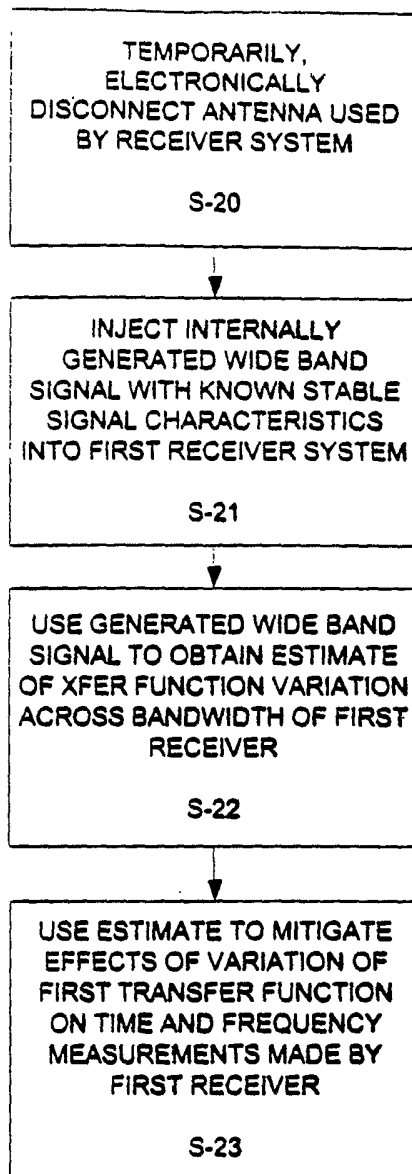 TEMPORARILY,
ELECTRONICALLY
DISCONNECT ANTENNA USED
BY RECEIVER SYSTEM
S-20
INJECT INTERNALLY
GENERATED WIDE BAND
SIGNAL WITH KNOWN STABLE
SIGNAL CHARACTERISTICS
INTO FIRST RECEIVER SYSTEM
S-21
USE GENERATED WIDE BAND
SIGNAL TO OBTAIN ESTIMATE
OF XFER FUNCTION VARIATION
ACROSS BANDWIDTH OF FIRST
RECEIVER
S-22
USE ESTIMATE TO MITIGATE
EFFECTS OF VARIATION OF
FIRST TRANSFER FUNCTION
ON TIME AND FREQUENCY
MEASUREMENTS MADE BY
FIRST RECEIVER
S-23